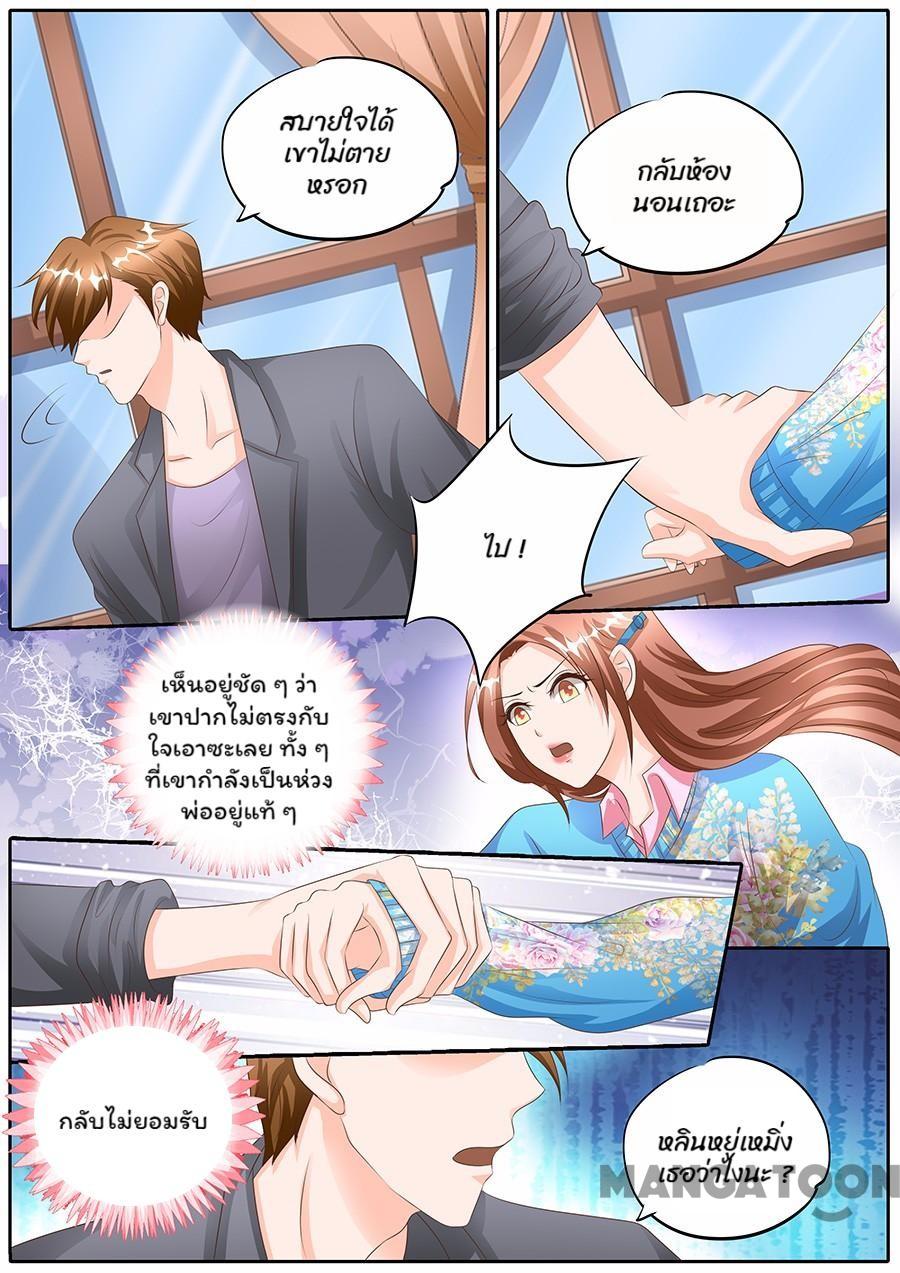 สบายใจได้
เขาไม่ตาย
หรอก
กลับห้อง
นอนเถอะ
ไป !
เห็นอยู่ชัด ๆ ว่า
เขาปากไม่ตรงกับ
ใจเอาซะเลย ทั้ง ๆ
ที่เขากำลังเป็นห่วง
พ่ออยู่แท้ ๆ
กลับไม่ยอมรับ
หลินหยู่เหมิ่ง
เธอว่าไงนะ ?
MANGATOON